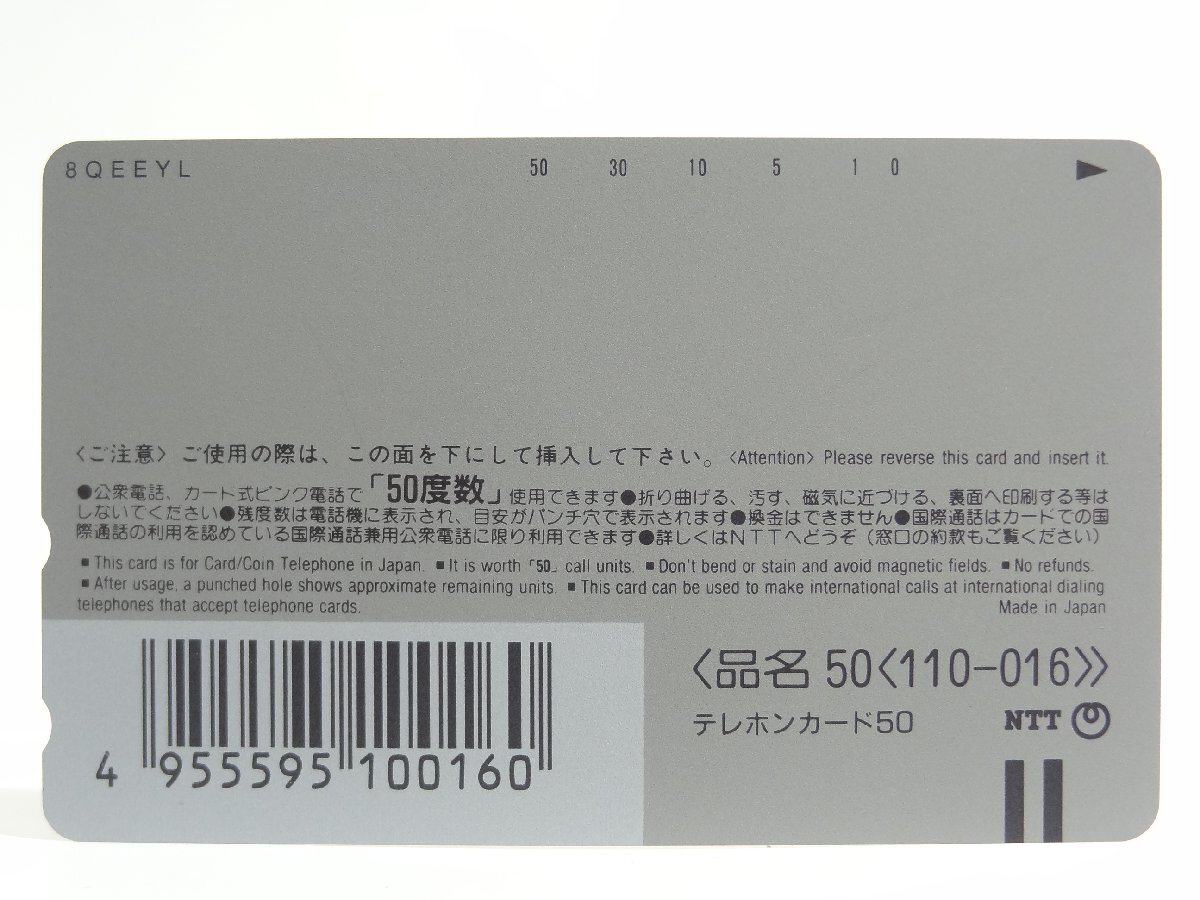 8QEEYL 50 30 10 5 1 0
〈ご注意〉ご使用の際は、この面を下にして挿入して下さい。〈Attention〉Please reverse this card and insert it.
●公衆電話、カード式ピンク電話で「50度数」使用できます●折り曲げる、汚す、磁気に近づける、裏面へ印刷する等は
しないでください●残度数は電話機に表示され、目安がパンチ穴で表示されます●換金はできません●国際通話はカードでの国
際通話の利用を認めている国際通話兼用公衆電話に限り利用できます●詳しくはNTTへどうぞ(窓口の約款もご覧ください)
■This card is for Card/Coin Telephone in Japan. ■It is worth「50」call units. ■Don't bend or stain and avoid magnetic fields. ■No refunds.
■After usage, a punched hole shows approximate remaining units. ■This card can be used to make international calls at international dialing
telephones that accept telephone cards. Made in Japan
〈品名 50〈110-016〉〉
テレホンカード50 NTT
4 955595 100160